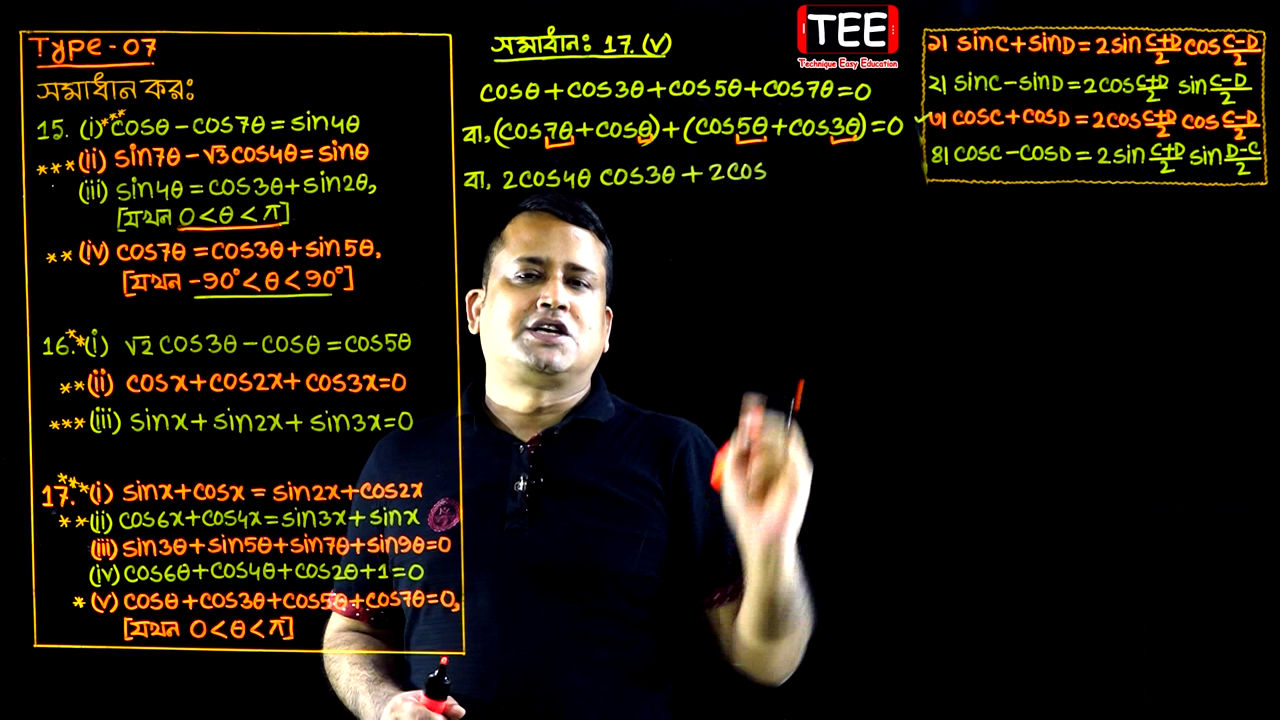 Type - 07
সমাধান করঃ
15. (i)*** cosθ - cos7θ = sin4θ
*** (ii) sin7θ - √3cos4θ = sinθ
(iii) sin4θ = cos3θ + sin2θ,
[যখন 0 < θ < π]
** (iv) cos7θ = cos3θ + sin5θ,
[যখন -90° < θ < 90°]
16.** (i) √2 cos3θ - cosθ = cos5θ
** (ii) cosx + cos2x + cos3x = 0
*** (iii) sinx + sin2x + sin3x = 0
17.*** (i) sinx + cosx = sin2x + cos2x
** (ii) cos6x + cos4x = sin3x + sinx
(iii) sin3θ + sin5θ + sin7θ + sin9θ = 0
(iv) cos6θ + cos4θ + cos2θ + 1 = 0
* (v) cosθ + cos3θ + cos5θ + cos7θ = 0,
[যখন 0 < θ < π]
সমাধান: 17. (v)
cosθ + cos3θ + cos5θ + cos7θ = 0
বা, (cos7θ + cosθ) + (cos5θ + cos3θ) = 0
বা, 2cos4θ cos3θ + 2cos
TEE
Technique Easy Education
১। sinC + sinD = 2sin (C+D)/2 cos (C-D)/2
২। sinC - sinD = 2cos (C+D)/2 sin (C-D)/2
✓৩। cosC + cosD = 2cos (C+D)/2 cos (C-D)/2
৪। cosC - cosD = 2sin (C+D)/2 sin (D-C)/2